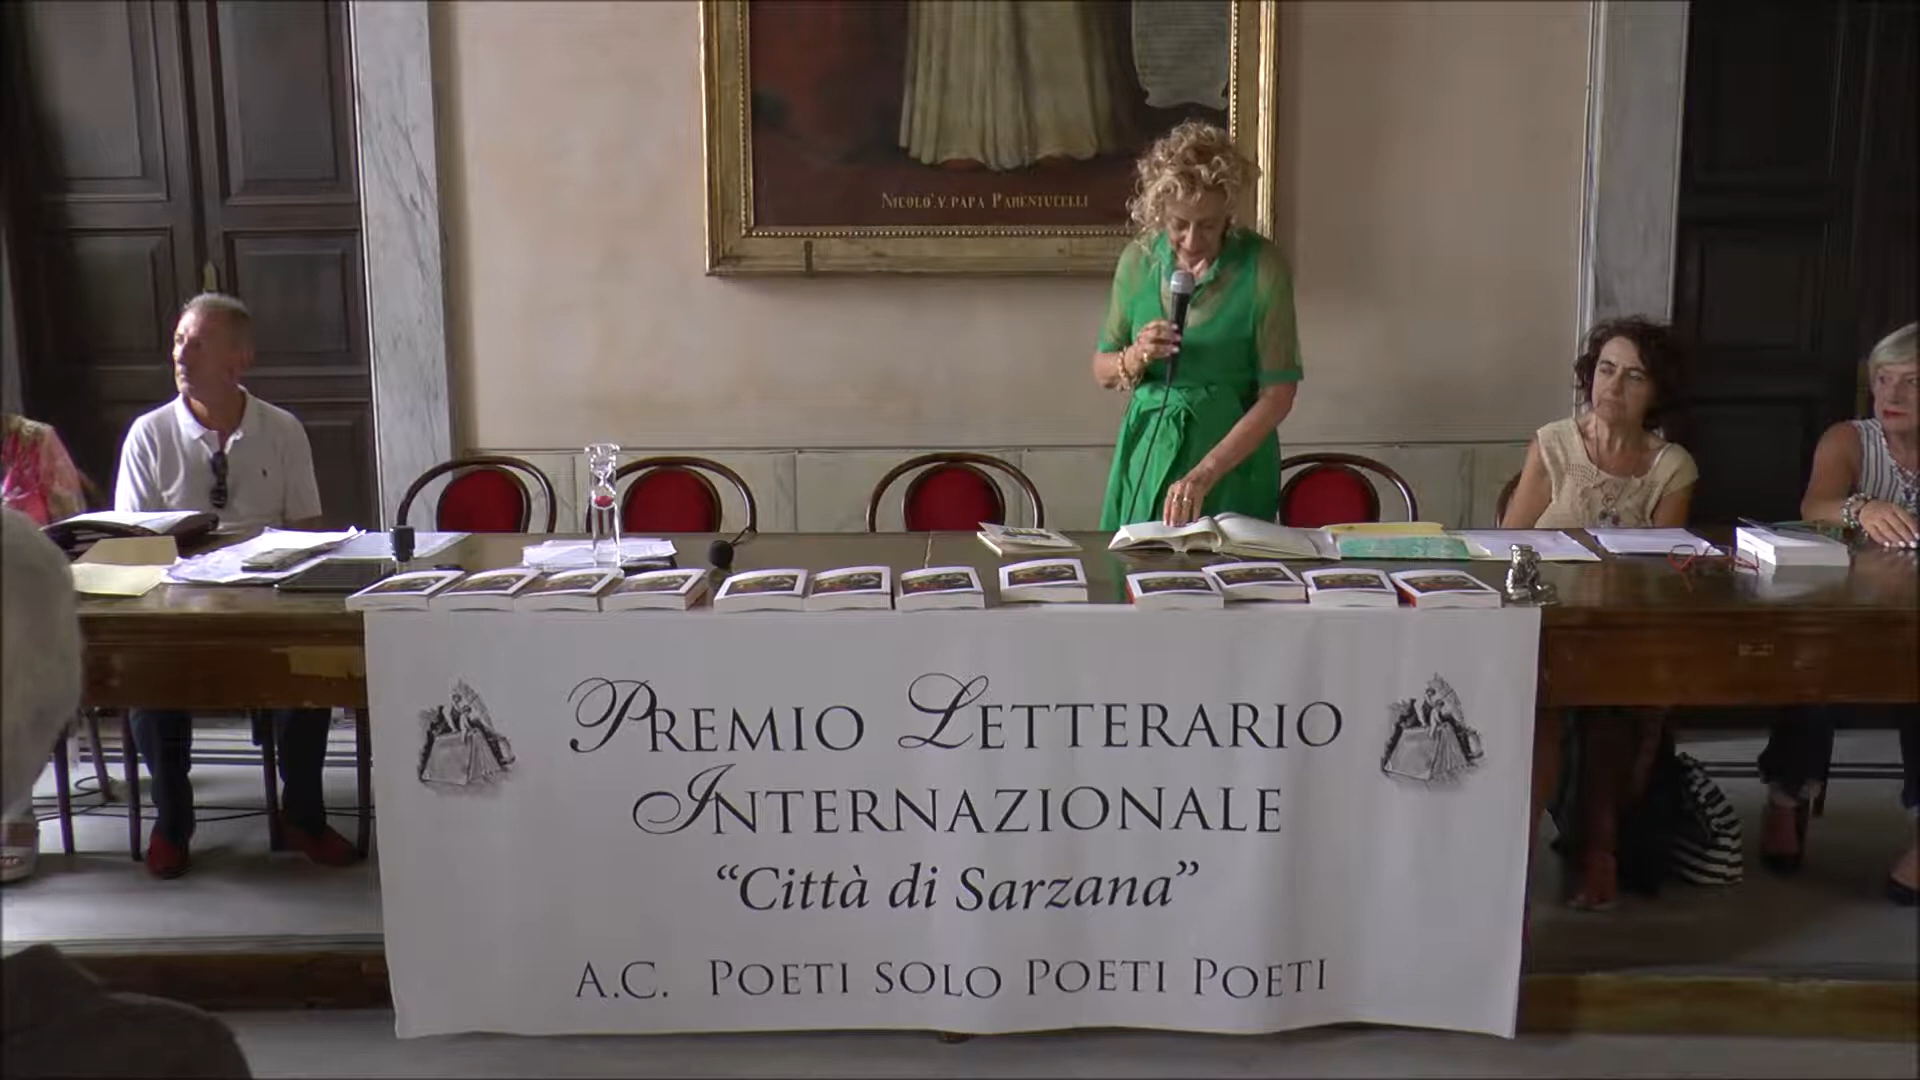 NICOLO' V. PAPA PARENTUCELLI
PREMIO LETTERARIO
INTERNAZIONALE
“Città di Sarzana”
A.C. POETI SOLO POETI POETI